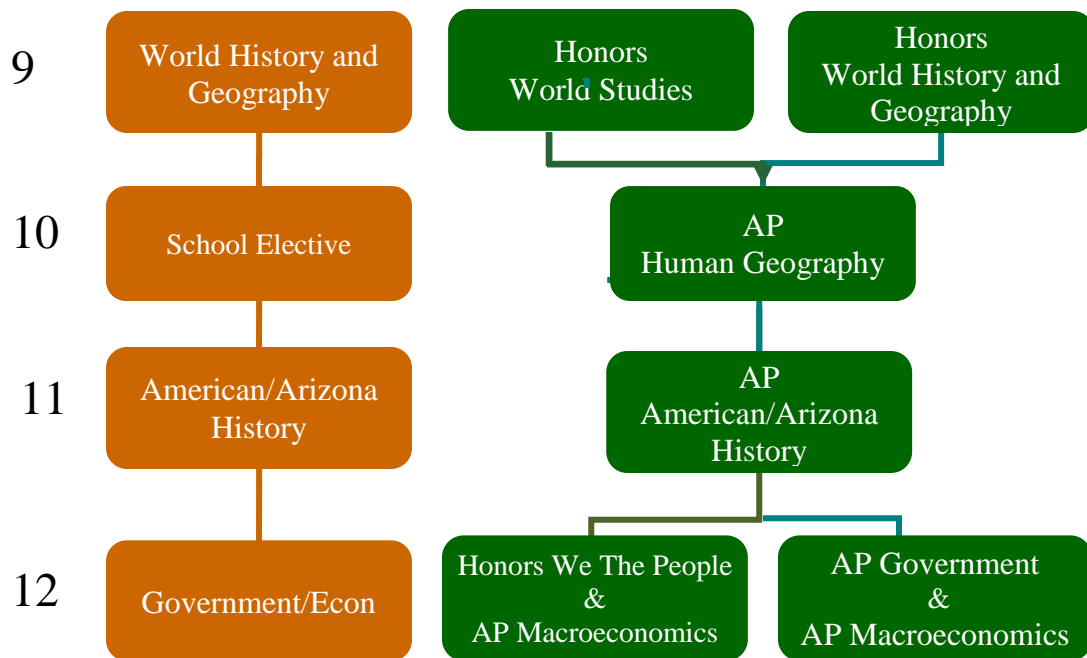 9
World History and
Geography
Honors
World Studies
Honors
World History and
Geography
10
School Elective
AP
Human Geography
11
American/Arizona
History
AP
American/Arizona
History
12
Government/Econ
Honors We The People
&
AP Macroeconomics
AP Government
&
AP Macroeconomics